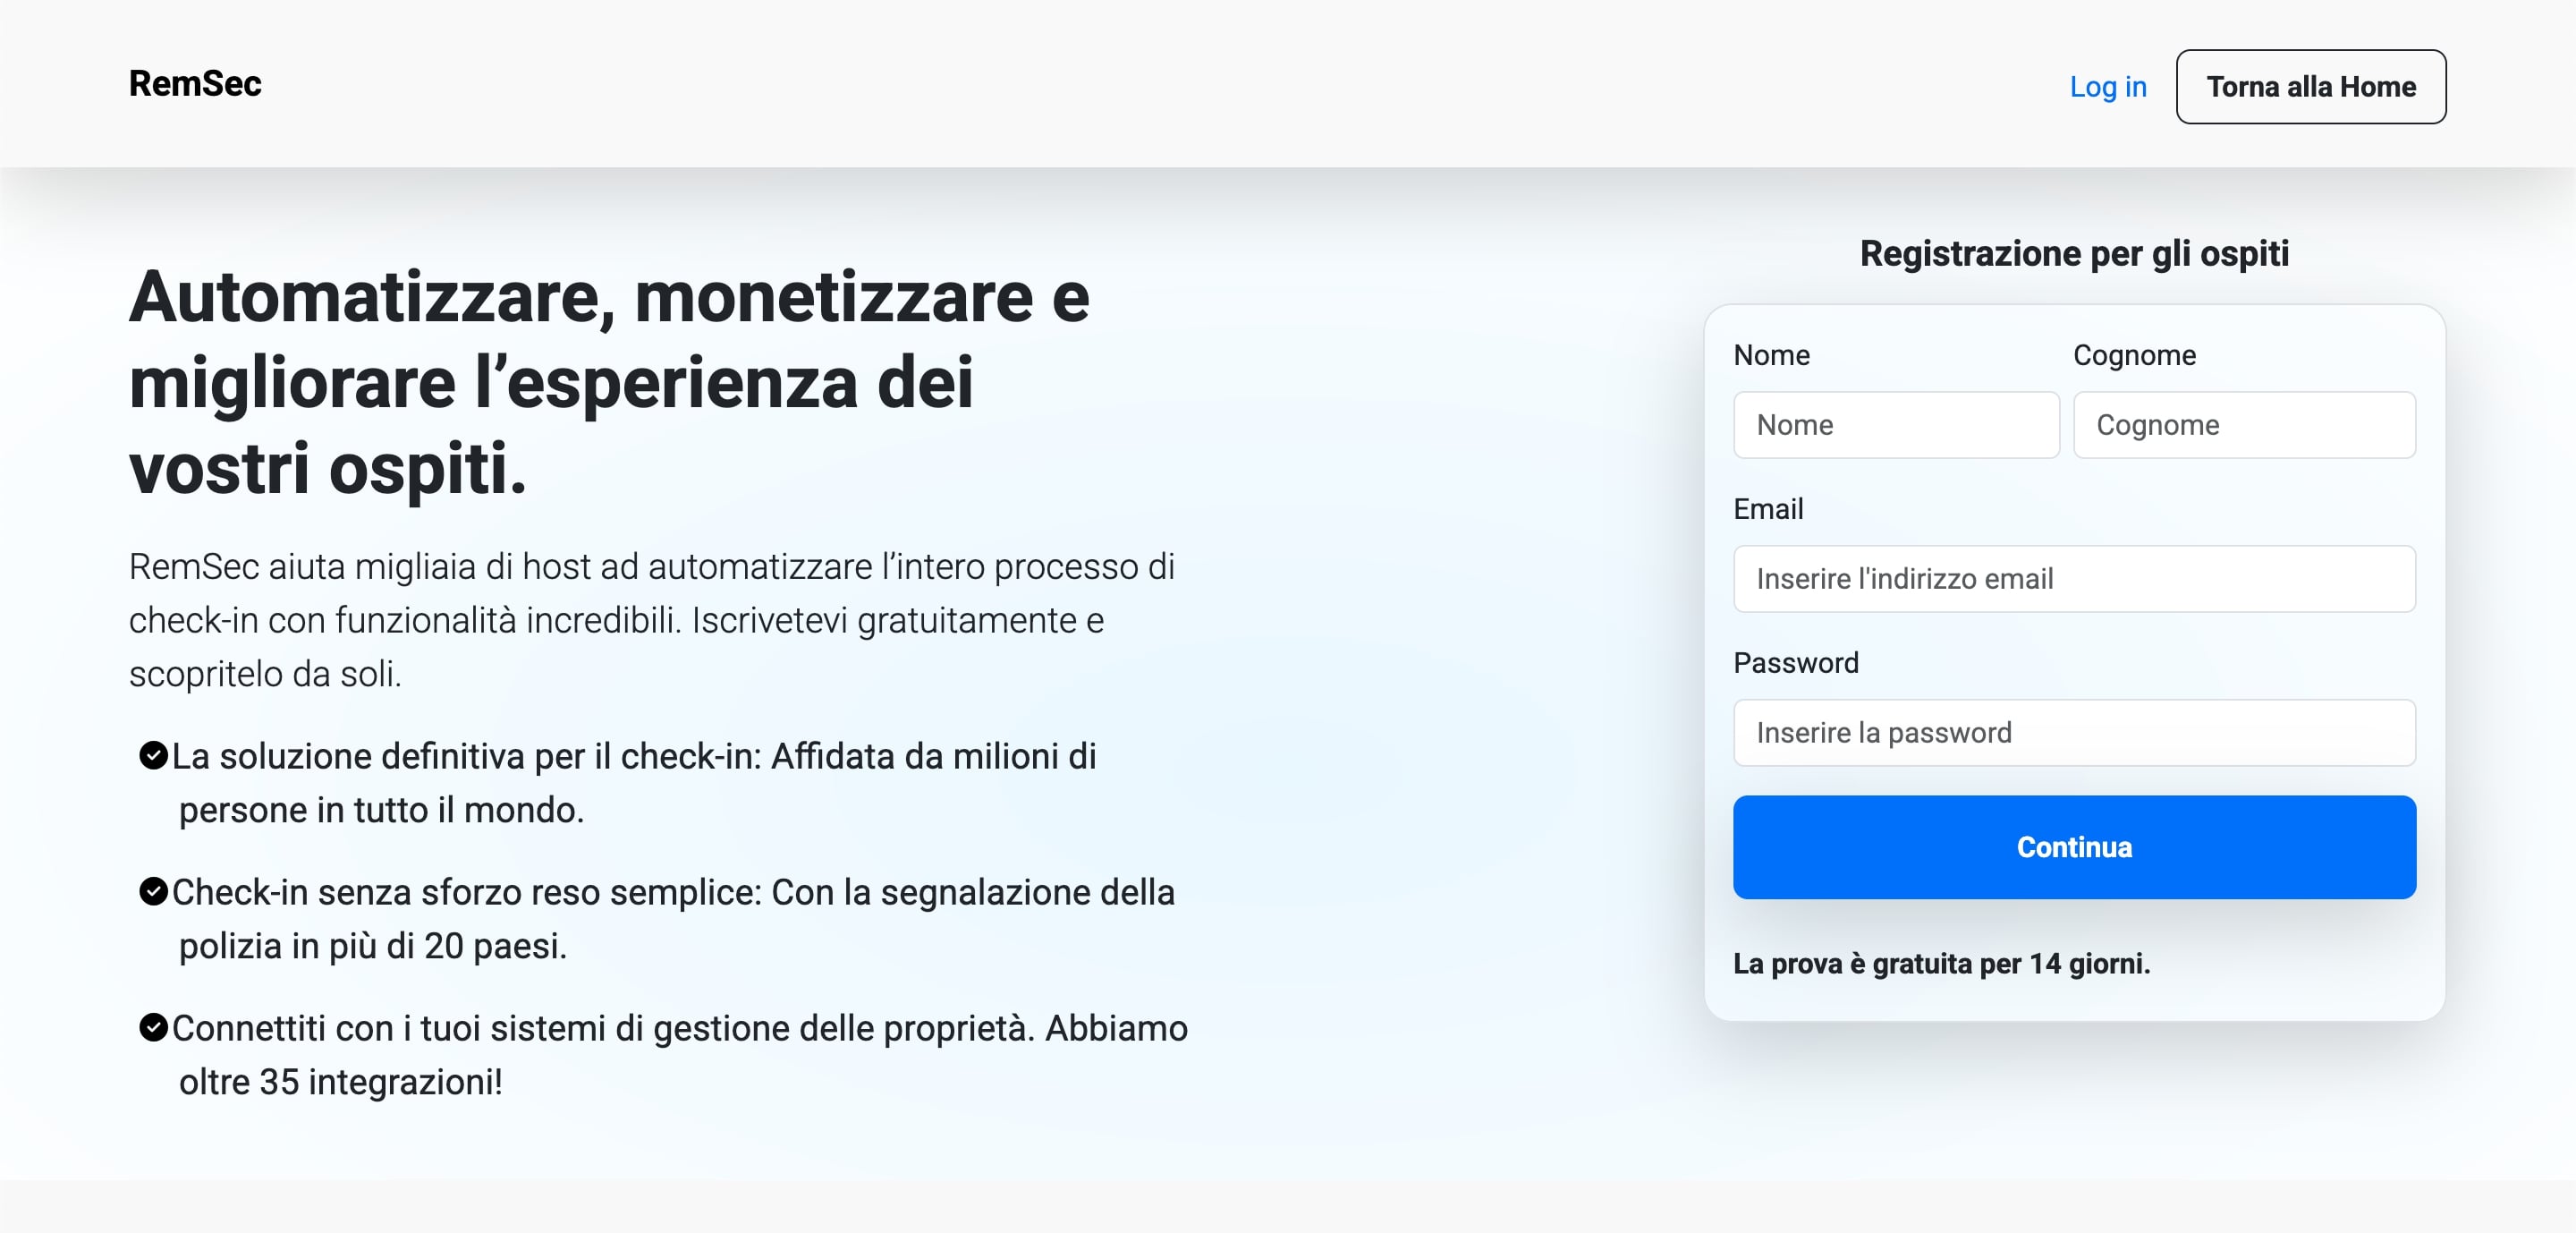 RemSec
Log in
Torna alla Home
Automatizzare, monetizzare e
migliorare l’esperienza dei
vostri ospiti.
RemSec aiuta migliaia di host ad automatizzare l’intero processo di
check-in con funzionalità incredibili. Iscrivetevi gratuitamente e
scopritelo da soli.
La soluzione definitiva per il check-in: Affidata da milioni di
persone in tutto il mondo.
Check-in senza sforzo reso semplice: Con la segnalazione della
polizia in più di 20 paesi.
Connettiti con i tuoi sistemi di gestione delle proprietà. Abbiamo
oltre 35 integrazioni!
Registrazione per gli ospiti
Nome
Cognome
Nome
Cognome
Email
Inserire l'indirizzo email
Password
Inserire la password
Continua
La prova è gratuita per 14 giorni.